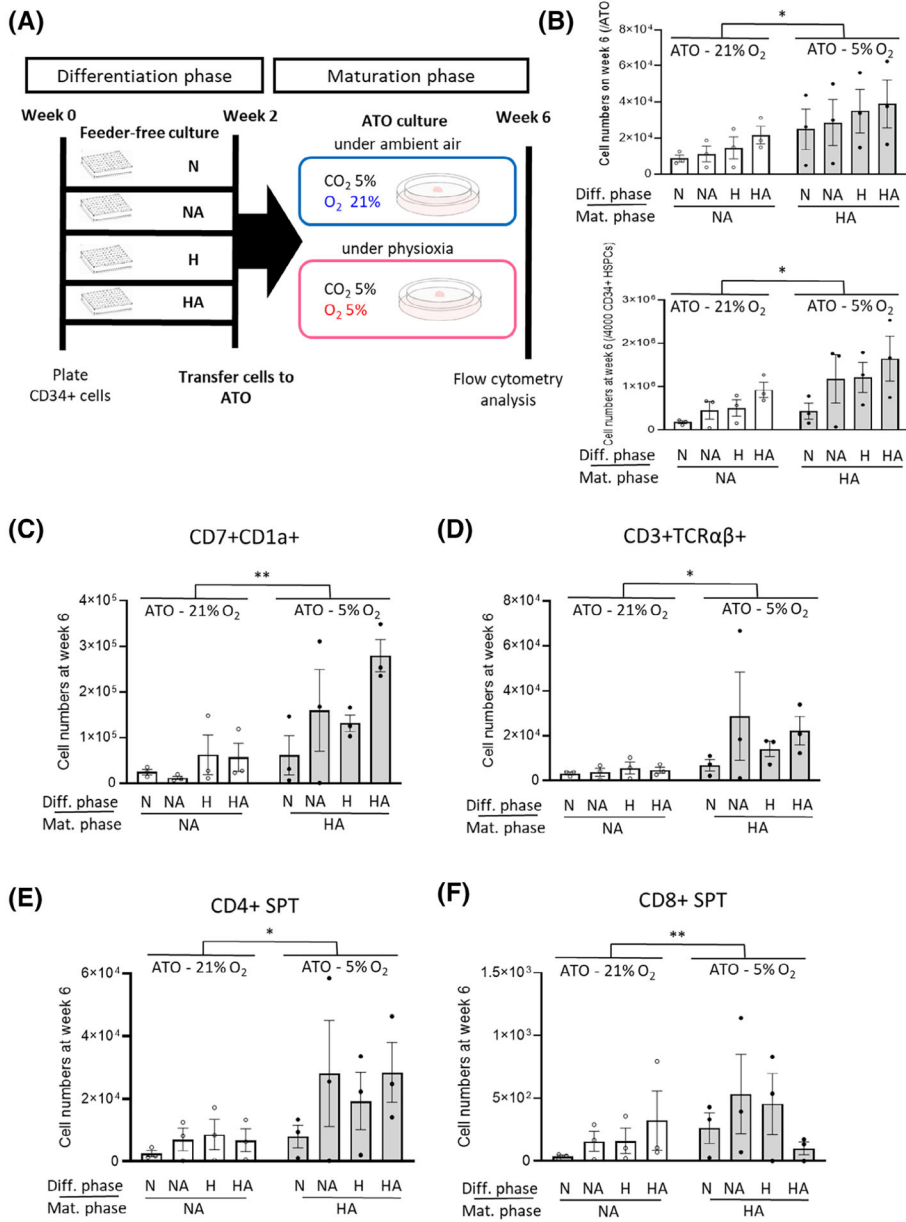 (A)
Differentiation phase
Maturation phase
Week 0
Week 2
Week 6
Feeder-free culture
N
NA
H
HA
ATO culture
under ambient air
CO2 5%
O2 21%
under physioxia
CO2 5%
O2 5%
Plate
CD34+ cells
Transfer cells to
ATO
Flow cytometry
analysis
(B)
*
Cell numbers on week 6 (/ATO
ATO - 21% O2
ATO - 5% O2
8×10⁴
6×10⁴
4×10⁴
2×10⁴
0
N NA H HA N NA H HA
Diff. phase
Mat. phase
NA
HA
*
Cell numbers at week 6 (/4000 CD34+ HSPCs)
ATO - 21% O2
ATO - 5% O2
3×10⁶
2×10⁶
1×10⁶
0
N NA H HA N NA H HA
Diff. phase
Mat. phase
NA
HA
(C)
CD7+CD1a+
**
ATO - 21% O2
ATO - 5% O2
Cell numbers at week 6
4×10⁵
3×10⁵
2×10⁵
1×10⁵
0
Diff. phase
N NA H HA N NA H HA
Mat. phase
NA
HA
(D)
CD3+TCRαβ+
*
ATO - 21% O2
ATO - 5% O2
Cell numbers at week 6
8×10⁴
6×10⁴
4×10⁴
2×10⁴
0
Diff. phase
N NA H HA N NA H HA
Mat. phase
NA
HA
(E)
CD4+ SPT
*
ATO - 21% O2
ATO - 5% O2
Cell numbers at week 6
6×10⁴
4×10⁴
2×10⁴
0
Diff. phase
N NA H HA N NA H HA
Mat. phase
NA
HA
(F)
CD8+ SPT
**
ATO - 21% O2
ATO - 5% O2
Cell numbers at week 6
1.5×10³
1×10³
5×10²
0
Diff. phase
N NA H HA N NA H HA
Mat. phase
NA
HA